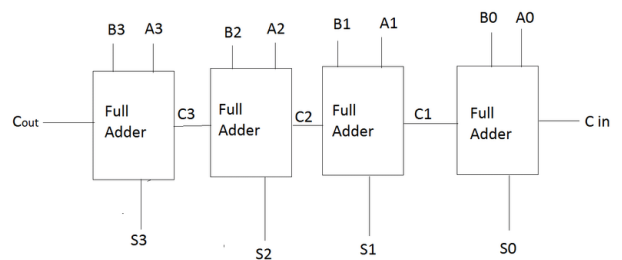 B3 A3 B2 A2 B1 A1 B0 A0
Full
Adder
Full
Adder
Full
Adder
Full
Adder
Cout
C3
C2
C1
C in
S3
S2
S1
S0